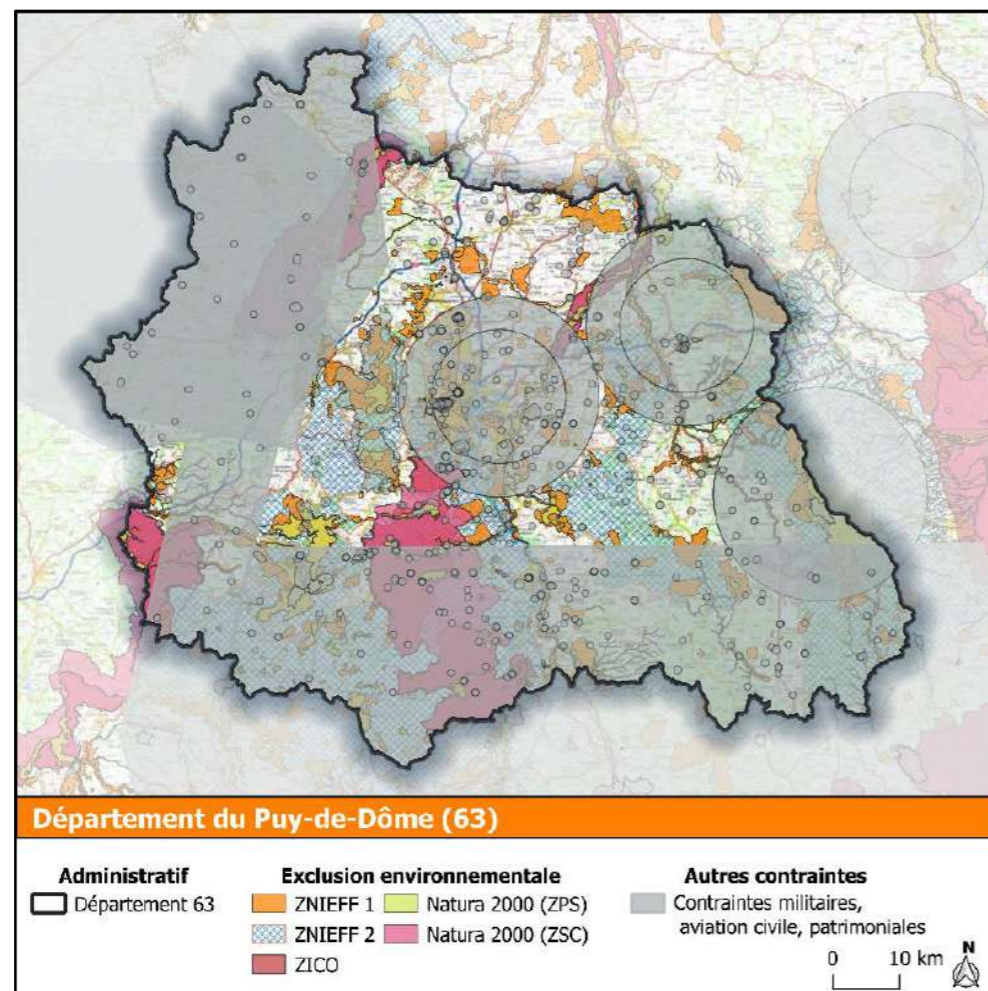 Département du Puy-de-Dôme (63)
Administratif
Département 63
Exclusion environnementale
ZNIEFF 1
Natura 2000 (ZPS)
ZNIEFF 2
Natura 2000 (ZSC)
ZICO
Autres contraintes
Contraintes militaires,
aviation civile, patrimoniales
0 10 km
N